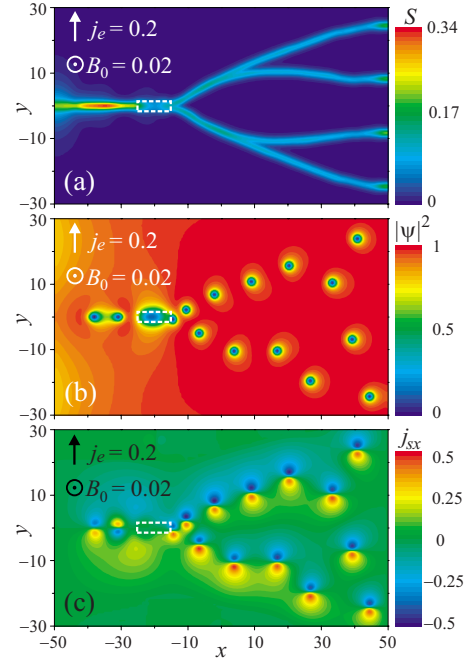 S
30 0.34
j_e = 0.2
10 B_0 = 0.02
y 0.17
−10
(a)
−30 0
|ψ|^2
30 1
j_e = 0.2
10 B_0 = 0.02
y
−10
(b)
−30 0
j_sx
30 0.5
j_e = 0.2
0.25
10 B_0 = 0.02
y 0
−10
−0.25
(c)
−30 −0.5
−50 −30 −10 x 10 30 50